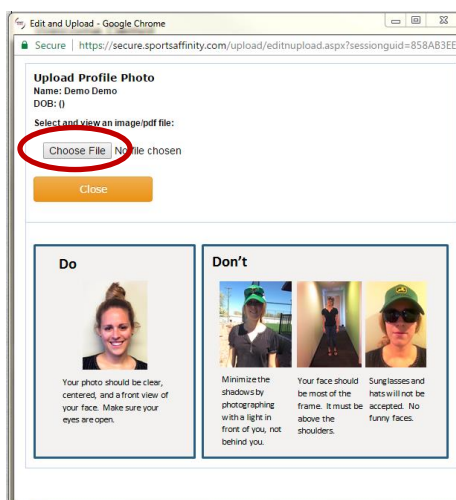 Edit and Upload - Google Chrome
Secure | https://secure.sportsaffinity.com/upload/editnupload.aspx?sessionguid=858AB3EE
Upload Profile Photo
Name: Demo Demo
DOB: ()
Select and view an image/pdf file:
Choose File No file chosen
Close
Do
Your photo should be clear,
centered, and a front view of
your face. Make sure your
eyes are open.
Don't
Minimize the
shadows by
photographing
with a light in
front of you, not
behind you.
Your face should
be most of the
frame. It must be
above the
shoulders.
Sunglasses and
hats will not be
accepted. No
funny faces.